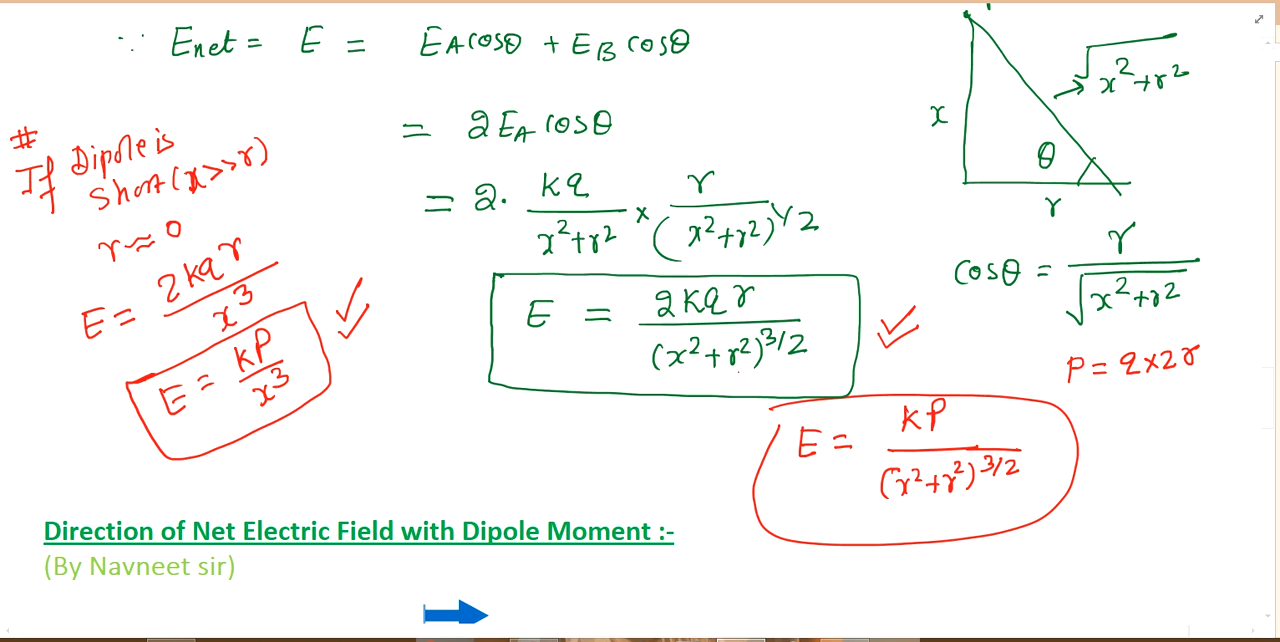 ∵ Enet = E = EA cosθ + EB cosθ
= 2EA cosθ
= 2. kq/(x²+r²) × r/(x²+r²)^1/2
E = 2kqr/(x²+r²)^3/2
#
If Dipole is
Short (x>>r)
r≈0
E = 2kqr/x³
E = kP/x³
√x²+r²
x
θ
r
cosθ = r/√x²+r²
P = q×2r
E = kP/(x²+r²)^3/2
Direction of Net Electric Field with Dipole Moment :-
(By Navneet sir)